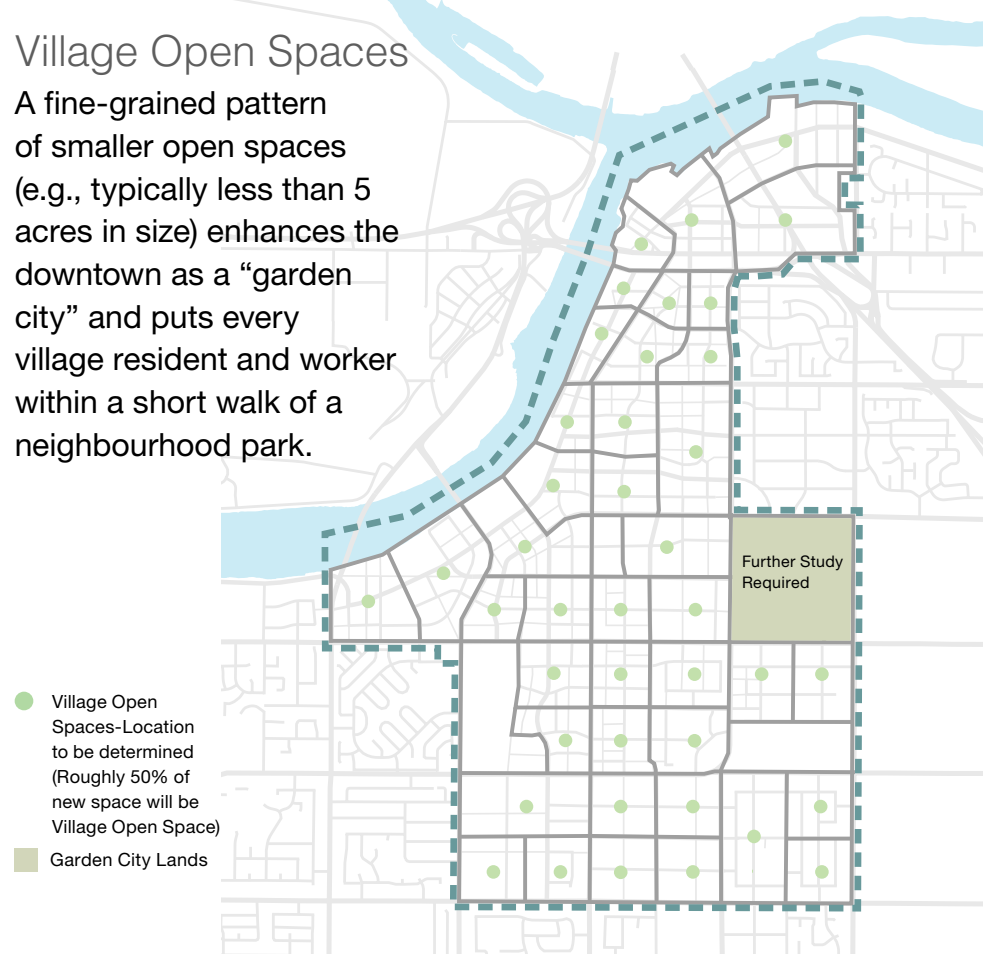 Village Open Spaces
A fine-grained pattern
of smaller open spaces
(e.g., typically less than 5
acres in size) enhances the
downtown as a “garden
city” and puts every
village resident and worker
within a short walk of a
neighbourhood park.
Further Study
Required
Village Open
Spaces-Location
to be determined
(Roughly 50% of
new space will be
Village Open Space)
Garden City Lands